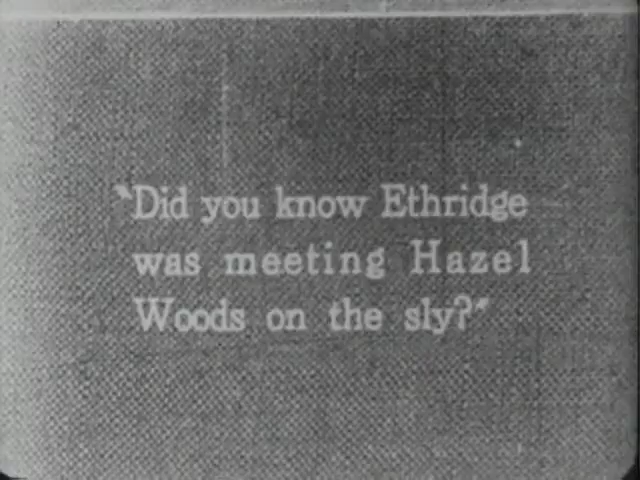 "Did you know Ethridge
was meeting Hazel
Woods on the sly?"